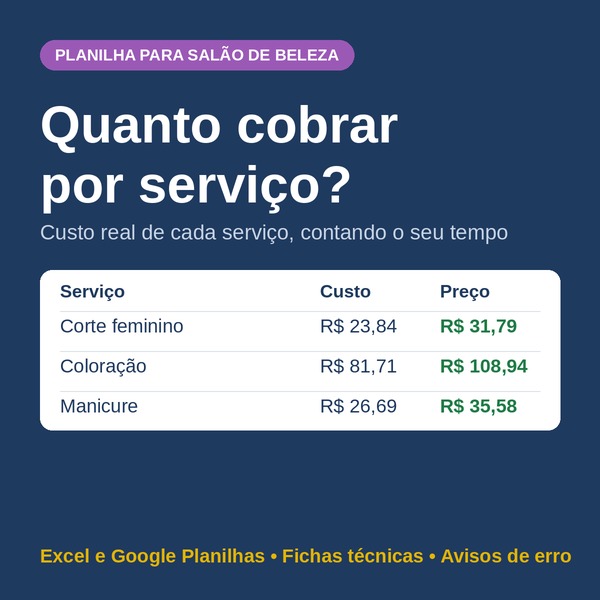 PLANILHA PARA SALÃO DE BELEZA
Quanto cobrar
por serviço?
Custo real de cada serviço, contando o seu tempo
Serviço Custo Preço
Corte feminino R$ 23,84 R$ 31,79
Coloração R$ 81,71 R$ 108,94
Manicure R$ 26,69 R$ 35,58
Excel e Google Planilhas • Fichas técnicas • Avisos de erro